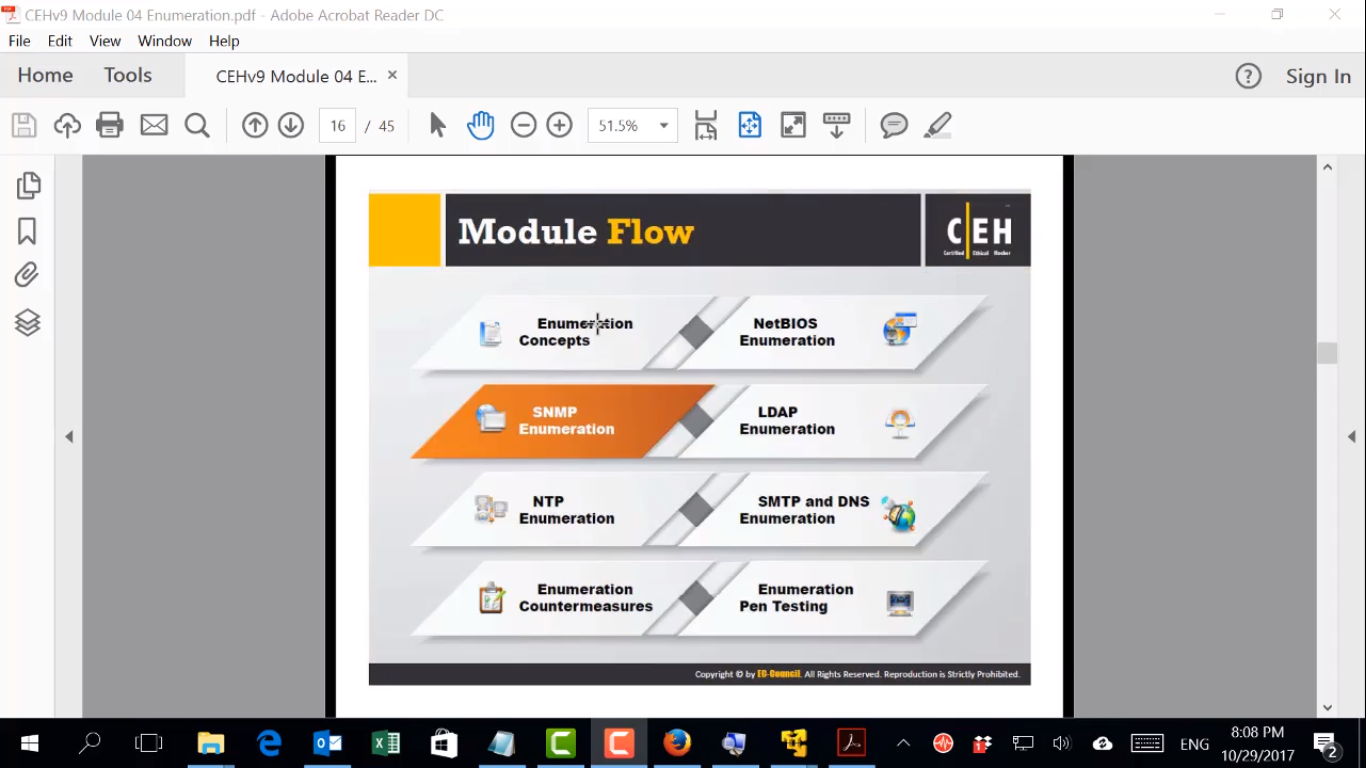 CEHv9 Module 04 Enumeration.pdf - Adobe Acrobat Reader DC
File Edit View Window Help
Home Tools CEHv9 Module 04 E... × ? Sign In
16 / 45 51.5%
Module Flow
CEH
Certified Ethical Hacker
Enumeration
Concepts
NetBIOS
Enumeration
SNMP
Enumeration
LDAP
Enumeration
NTP
Enumeration
SMTP and DNS
Enumeration
Enumeration
Countermeasures
Enumeration
Pen Testing
Copyright © by EC-Council. All Rights Reserved. Reproduction is Strictly Prohibited.
ENG
8:08 PM
10/29/2017
2